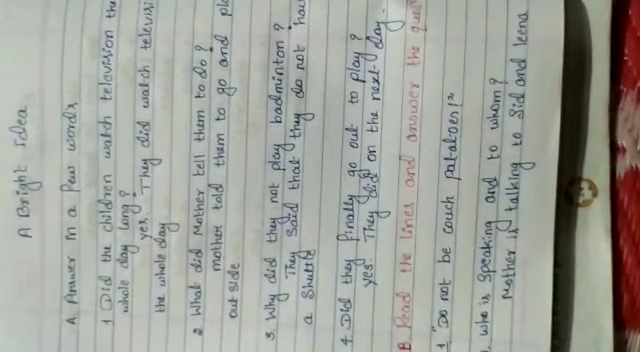 A Bright Idea
A Answer in a few words
1 Did the children watch television the
whole day long?
yes, They did watch televisi
the whole day
2 What did Mother tell them to do?
mother told them to go and pl
out side
3. Why did they not play badminton?
They said that they do not hav
a shuttle
4. Did they finally go out to play?
yes. They did on the next day.
B Read the lines and answer the ques
1 "Do not be couch pat-at-oes!"
. Who is speaking and to whom?
Mother is talking to Sid and leena